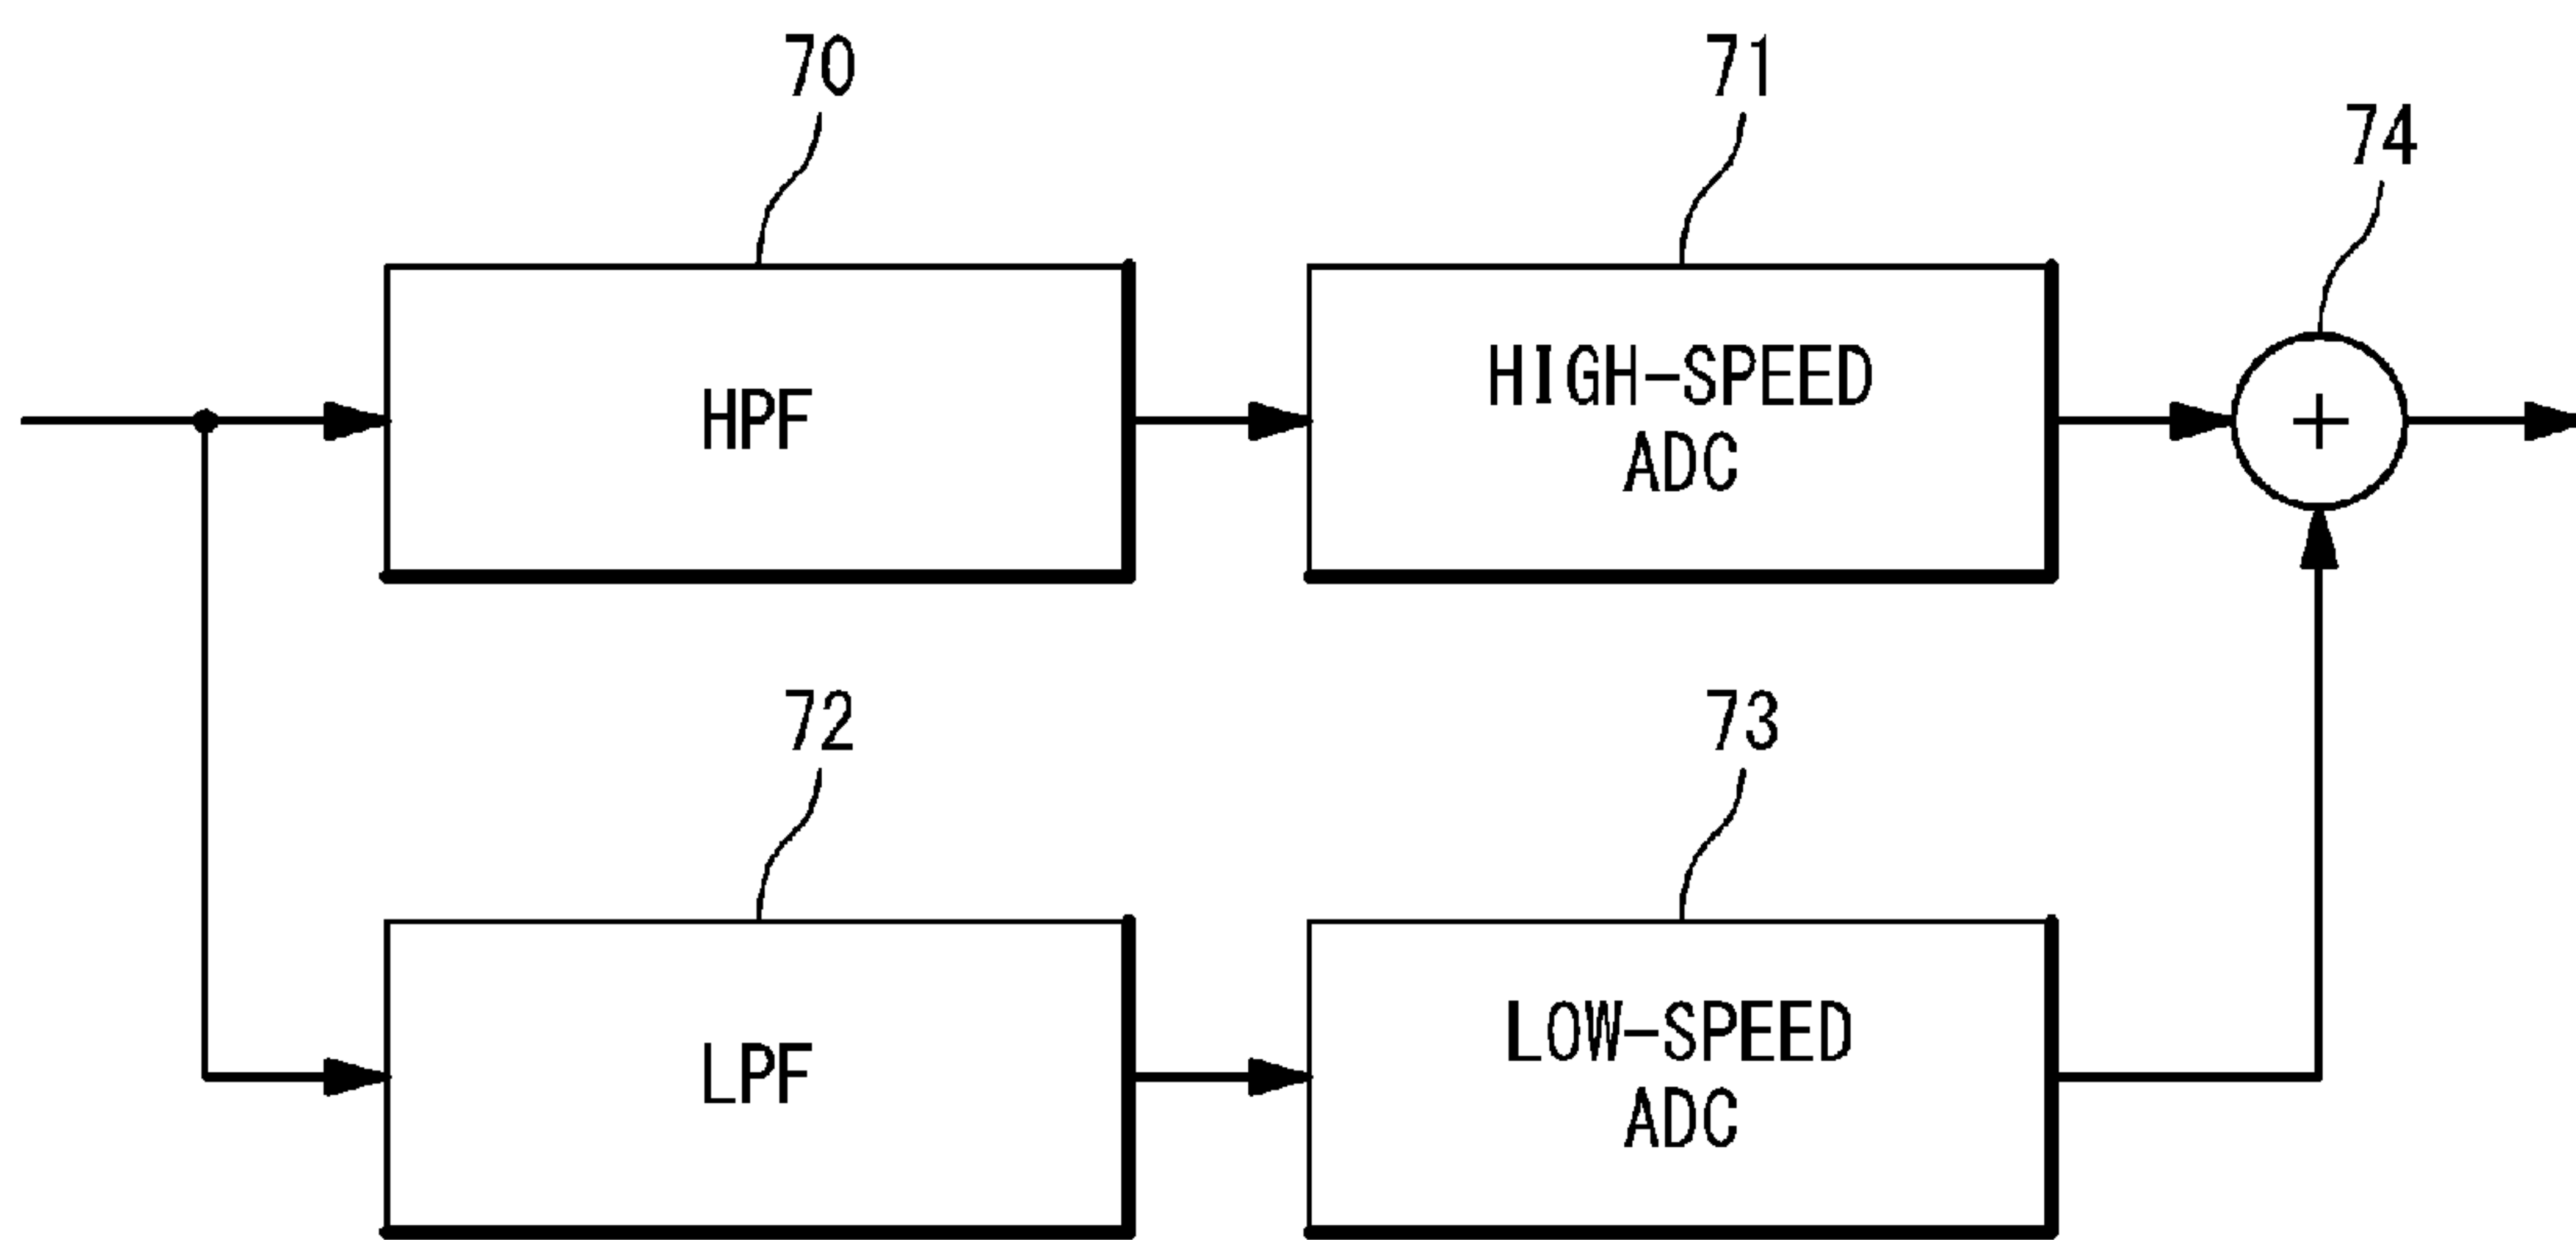 70
71
74
HPF
HIGH-SPEED
ADC
+
72
73
LPF
LOW-SPEED
ADC